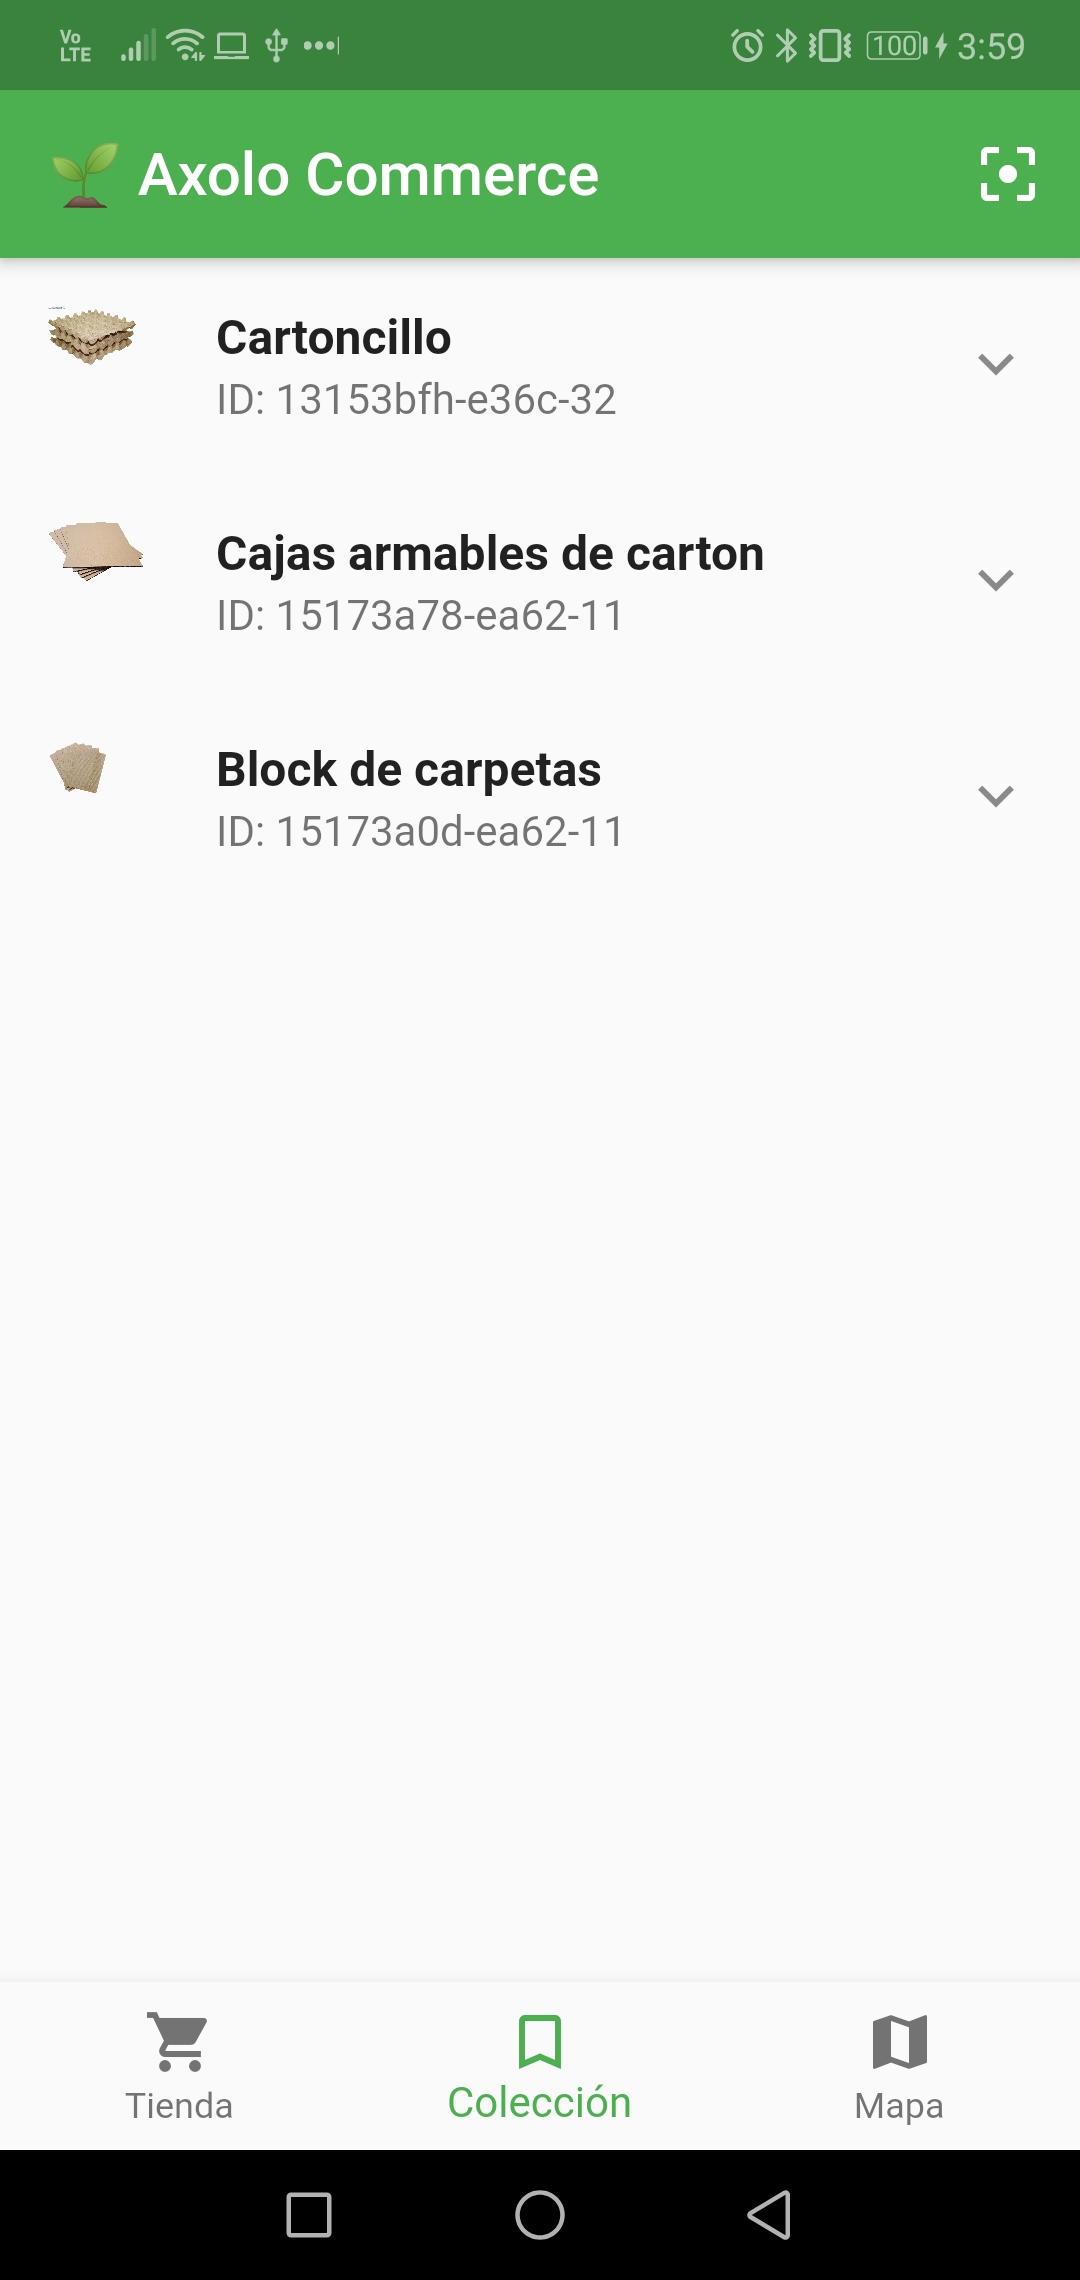 Vo
LTE
100
3:59
Axolo Commerce
Cartoncillo
ID: 13153bfh-e36c-32
Cajas armables de carton
ID: 15173a78-ea62-11
Block de carpetas
ID: 15173a0d-ea62-11
Tienda
Colección
Mapa